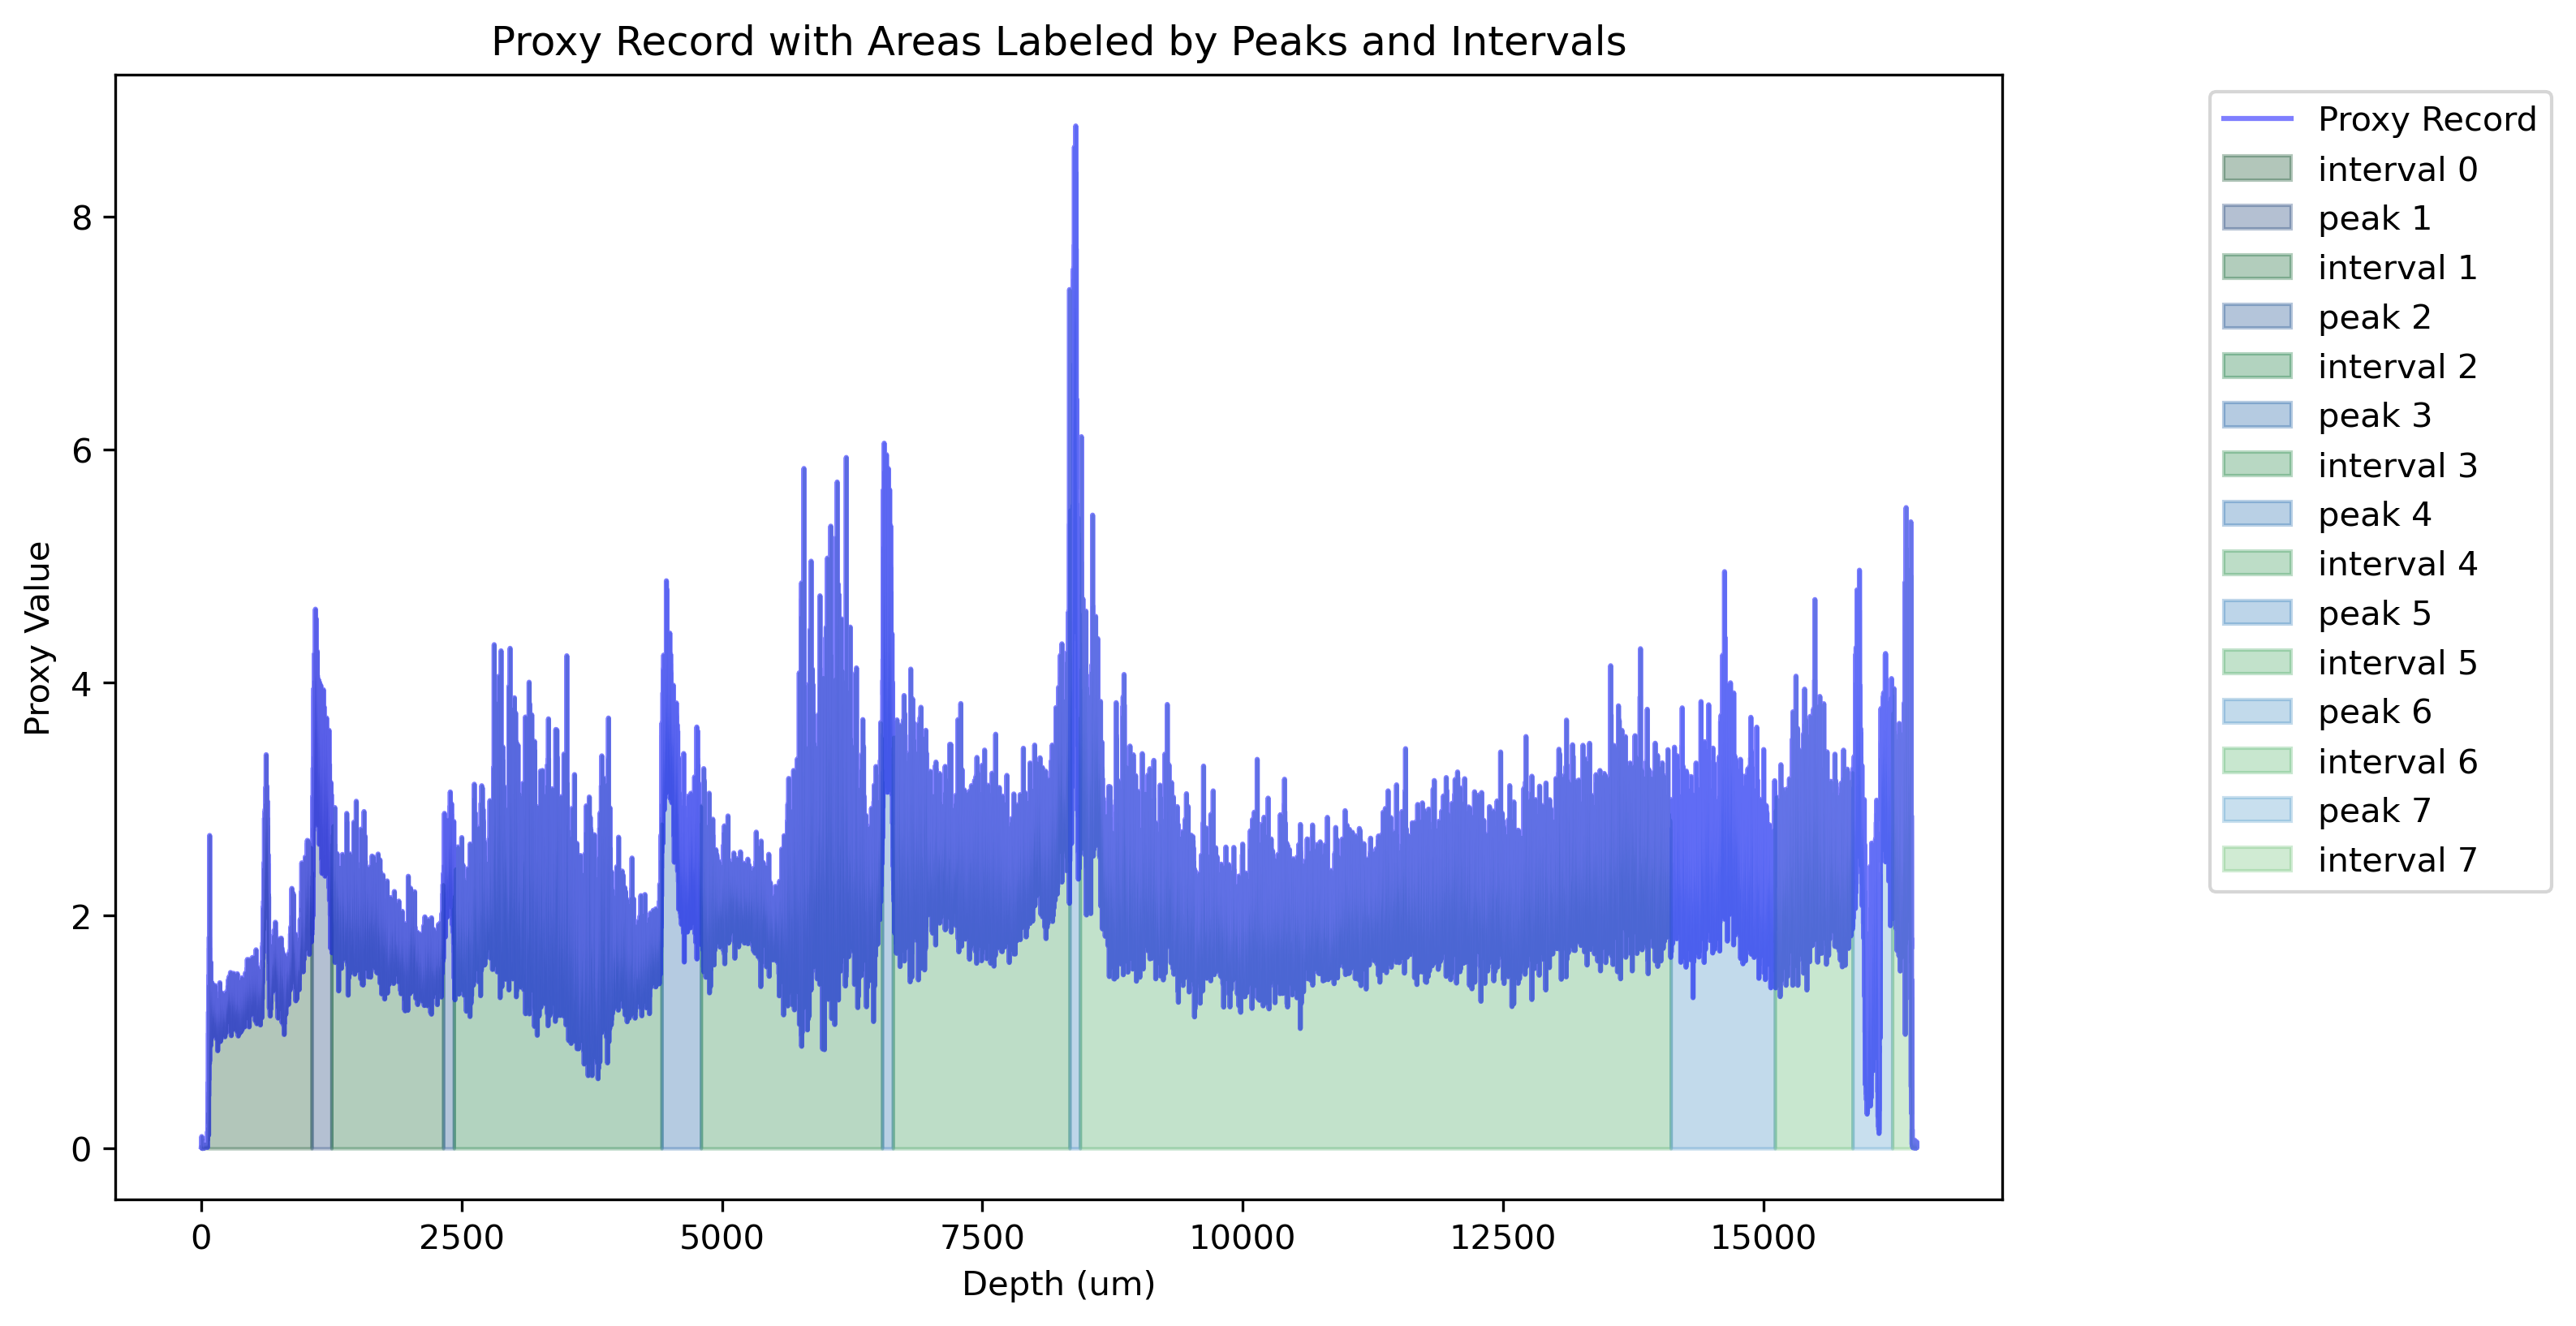 Proxy Record with Areas Labeled by Peaks and Intervals
Proxy Value
8
6
4
2
0
0
2500
5000
7500
10000
12500
15000
Depth (um)
Proxy Record
interval 0
peak 1
interval 1
peak 2
interval 2
peak 3
interval 3
peak 4
interval 4
peak 5
interval 5
peak 6
interval 6
peak 7
interval 7